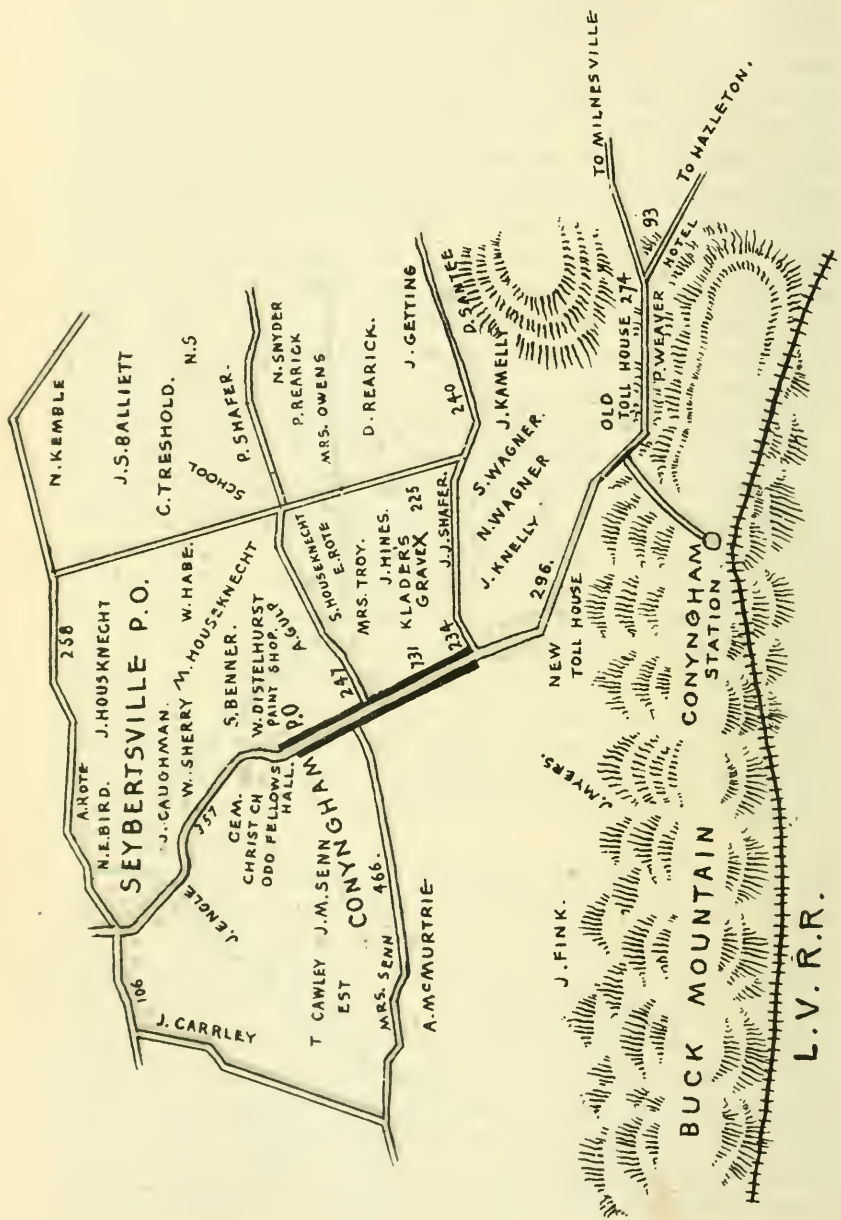 TO MILNESVILLE
TO HAZLETON.
93
HOTEL
P. WEAVER
OLD
TOLL HOUSE 274
D. SANTEE
J. KAMELLY
J. GETTING
240
S. WAGNER.
N. WAGNER
J. KNELLY
296.
NEW
TOLL HOUSE
CONYNGHAM
STATION
N. KEMBLE
J.S. BALLIETT
C. TRESHOLD.
N.S
SCHOOL
P. SHAFER.
N. SNYDER
P. REARICK
MRS. OWENS
D. REARICK.
258
J. HOUSKNECHT
A. ROTE
N.E. BIRD.
SEYBERTSVILLE P.O.
J. CAUGHMAN.
W. SHERRY
M. HOUSEKNECHT
W. HABE.
S. BENNER.
W. DISTELHURST
PAINT SHOP.
P.O
A. GULP
S. HOUSEKNECHT
E. ROTE
MRS. TROY.
J. HINES.
KLADER'S
GRAVEX
225
J.J. SHAFER.
247
731
234
357
J. ENGLE
CEM.
CHRIST CH
ODD FELLOWS
HALL.
CONYNGHAM
J.M. SENN
T CAWLEY
EST
466.
MRS. SENN
A. McMURTRIE
106
J. CARRLEY
J. MYERS.
J. FINK.
BUCK MOUNTAIN
L.V.R.R.